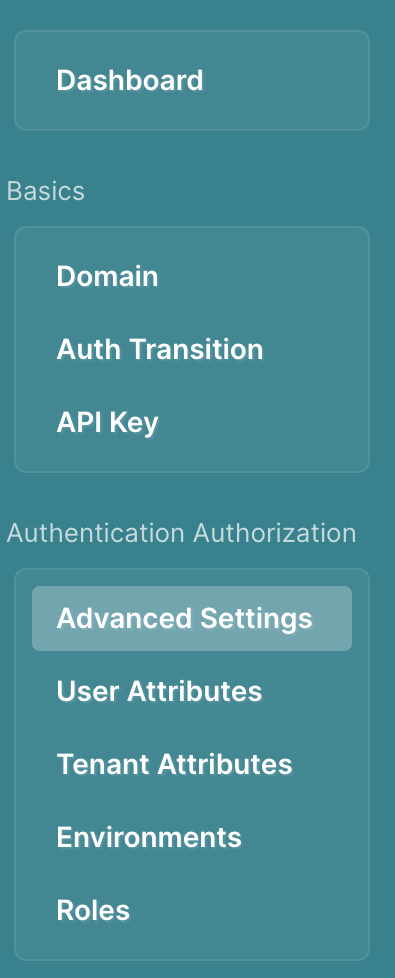 Dashboard
Basics
Domain
Auth Transition
API Key
Authentication Authorization
Advanced Settings
User Attributes
Tenant Attributes
Environments
Roles